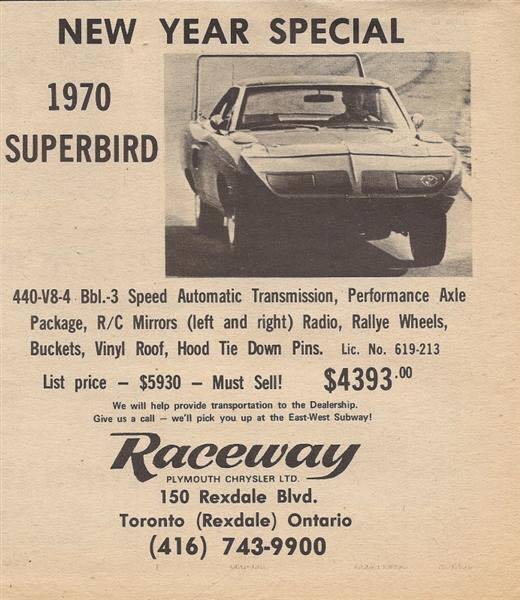 NEW YEAR SPECIAL
1970
SUPERBIRD
440-V8-4 Bbl.-3 Speed Automatic Transmission, Performance Axle
Package, R/C Mirrors (left and right) Radio, Rallye Wheels,
Buckets, Vinyl Roof, Hood Tie Down Pins. Lic. No. 619-213
List price — $5930 — Must Sell! $4393.00
We will help provide transportation to the Dealership.
Give us a call — we'll pick you up at the East-West Subway!
Raceway
PLYMOUTH CHRYSLER LTD.
150 Rexdale Blvd.
Toronto (Rexdale) Ontario
(416) 743-9900